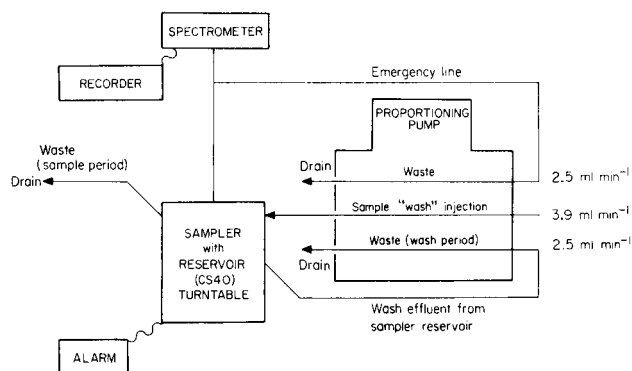 SPECTROMETER
RECORDER
Emergency line
PROPORTIONING
PUMP
Waste
(sample period)
Drain
Drain
Waste
2.5 ml min⁻¹
Sample "wash" injection
3.9 ml min⁻¹
SAMPLER
with
RESERVOIR
(CS40)
TURNTABLE
Waste (wash period)
2.5 ml min⁻¹
Drain
Wash effluent from
sampler reservoir
ALARM